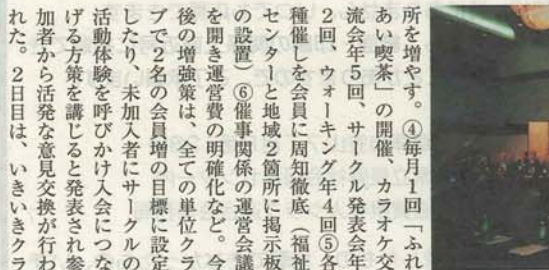 所を増やす。④毎月1回「ふれ
あい喫茶」の開催、カラオケ交
流会年5回、サークル発表会年
2回、ウォーキング年4回⑤各
種催しを会員に周知徹底（福祉
センターと地域2箇所に掲示板
の設置）⑥催事関係の運営会議
を開き運営費の明確化など。今
後の増強策は、全ての単位クラ
ブで2名の会員増の目標に設定
したり、未加入者にサークルの
活動体験を呼びかけ入会につな
げる方策を講じると発表され参
加者から活発な意見交換が行わ
れた。2日目は、いきいきクラ